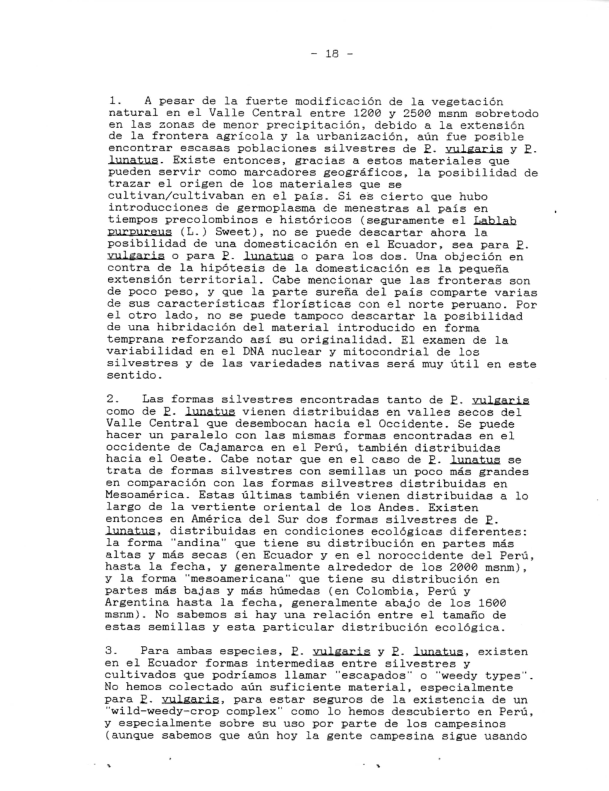 - 18 -
1. A pesar de la fuerte modificación de la vegetación
natural en el Valle Central entre 1200 y 2500 msnm sobretodo
en las zonas de menor precipitación, debido a la extensión
de la frontera agrícola y la urbanización, aún fue posible
encontrar escasas poblaciones silvestres de P. vulgaris y P.
lunatus. Existe entonces, gracias a estos materiales que
pueden servir como marcadores geográficos, la posibilidad de
trazar el origen de los materiales que se
cultivan/cultivaban en el país. Si es cierto que hubo
introducciones de germoplasma de menestras al país en
tiempos precolombinos e históricos (seguramente el Lablab
purpureus (L.) Sweet), no se puede descartar ahora la
posibilidad de una domesticación en el Ecuador, sea para P.
vulgaris o para P. lunatus o para los dos. Una objeción en
contra de la hipótesis de la domesticación es la pequeña
extensión territorial. Cabe mencionar que las fronteras son
de poco peso, y que la parte sureña del país comparte varias
de sus características florísticas con el norte peruano. Por
el otro lado, no se puede tampoco descartar la posibilidad
de una hibridación del material introducido en forma
temprana reforzando así su originalidad. El examen de la
variabilidad en el DNA nuclear y mitocondrial de los
silvestres y de las variedades nativas será muy útil en este
sentido.
2. Las formas silvestres encontradas tanto de P. vulgaris
como de P. lunatus vienen distribuidas en valles secos del
Valle Central que desembocan hacia el Occidente. Se puede
hacer un paralelo con las mismas formas encontradas en el
occidente de Cajamarca en el Perú, también distribuidas
hacia el Oeste. Cabe notar que en el caso de P. lunatus se
trata de formas silvestres con semillas un poco más grandes
en comparación con las formas silvestres distribuidas en
Mesoamérica. Estas últimas también vienen distribuidas a lo
largo de la vertiente oriental de los Andes. Existen
entonces en América del Sur dos formas silvestres de P.
lunatus, distribuidas en condiciones ecológicas diferentes:
la forma "andina" que tiene su distribución en partes más
altas y más secas (en Ecuador y en el noroccidente del Perú,
hasta la fecha, y generalmente alrededor de los 2000 msnm),
y la forma "mesoamericana" que tiene su distribución en
partes más bajas y más húmedas (en Colombia, Perú y
Argentina hasta la fecha, generalmente abajo de los 1600
msnm). No sabemos si hay una relación entre el tamaño de
estas semillas y esta particular distribución ecológica.
3. Para ambas especies, P. vulgaris y P. lunatus, existen
en el Ecuador formas intermedias entre silvestres y
cultivados que podríamos llamar "escapados" o "weedy types".
No hemos colectado aún suficiente material, especialmente
para P. vulgaris, para estar seguros de la existencia de un
"wild-weedy-crop complex" como lo hemos descubierto en Perú,
y especialmente sobre su uso por parte de los campesinos
(aunque sabemos que aún hoy la gente campesina sigue usando